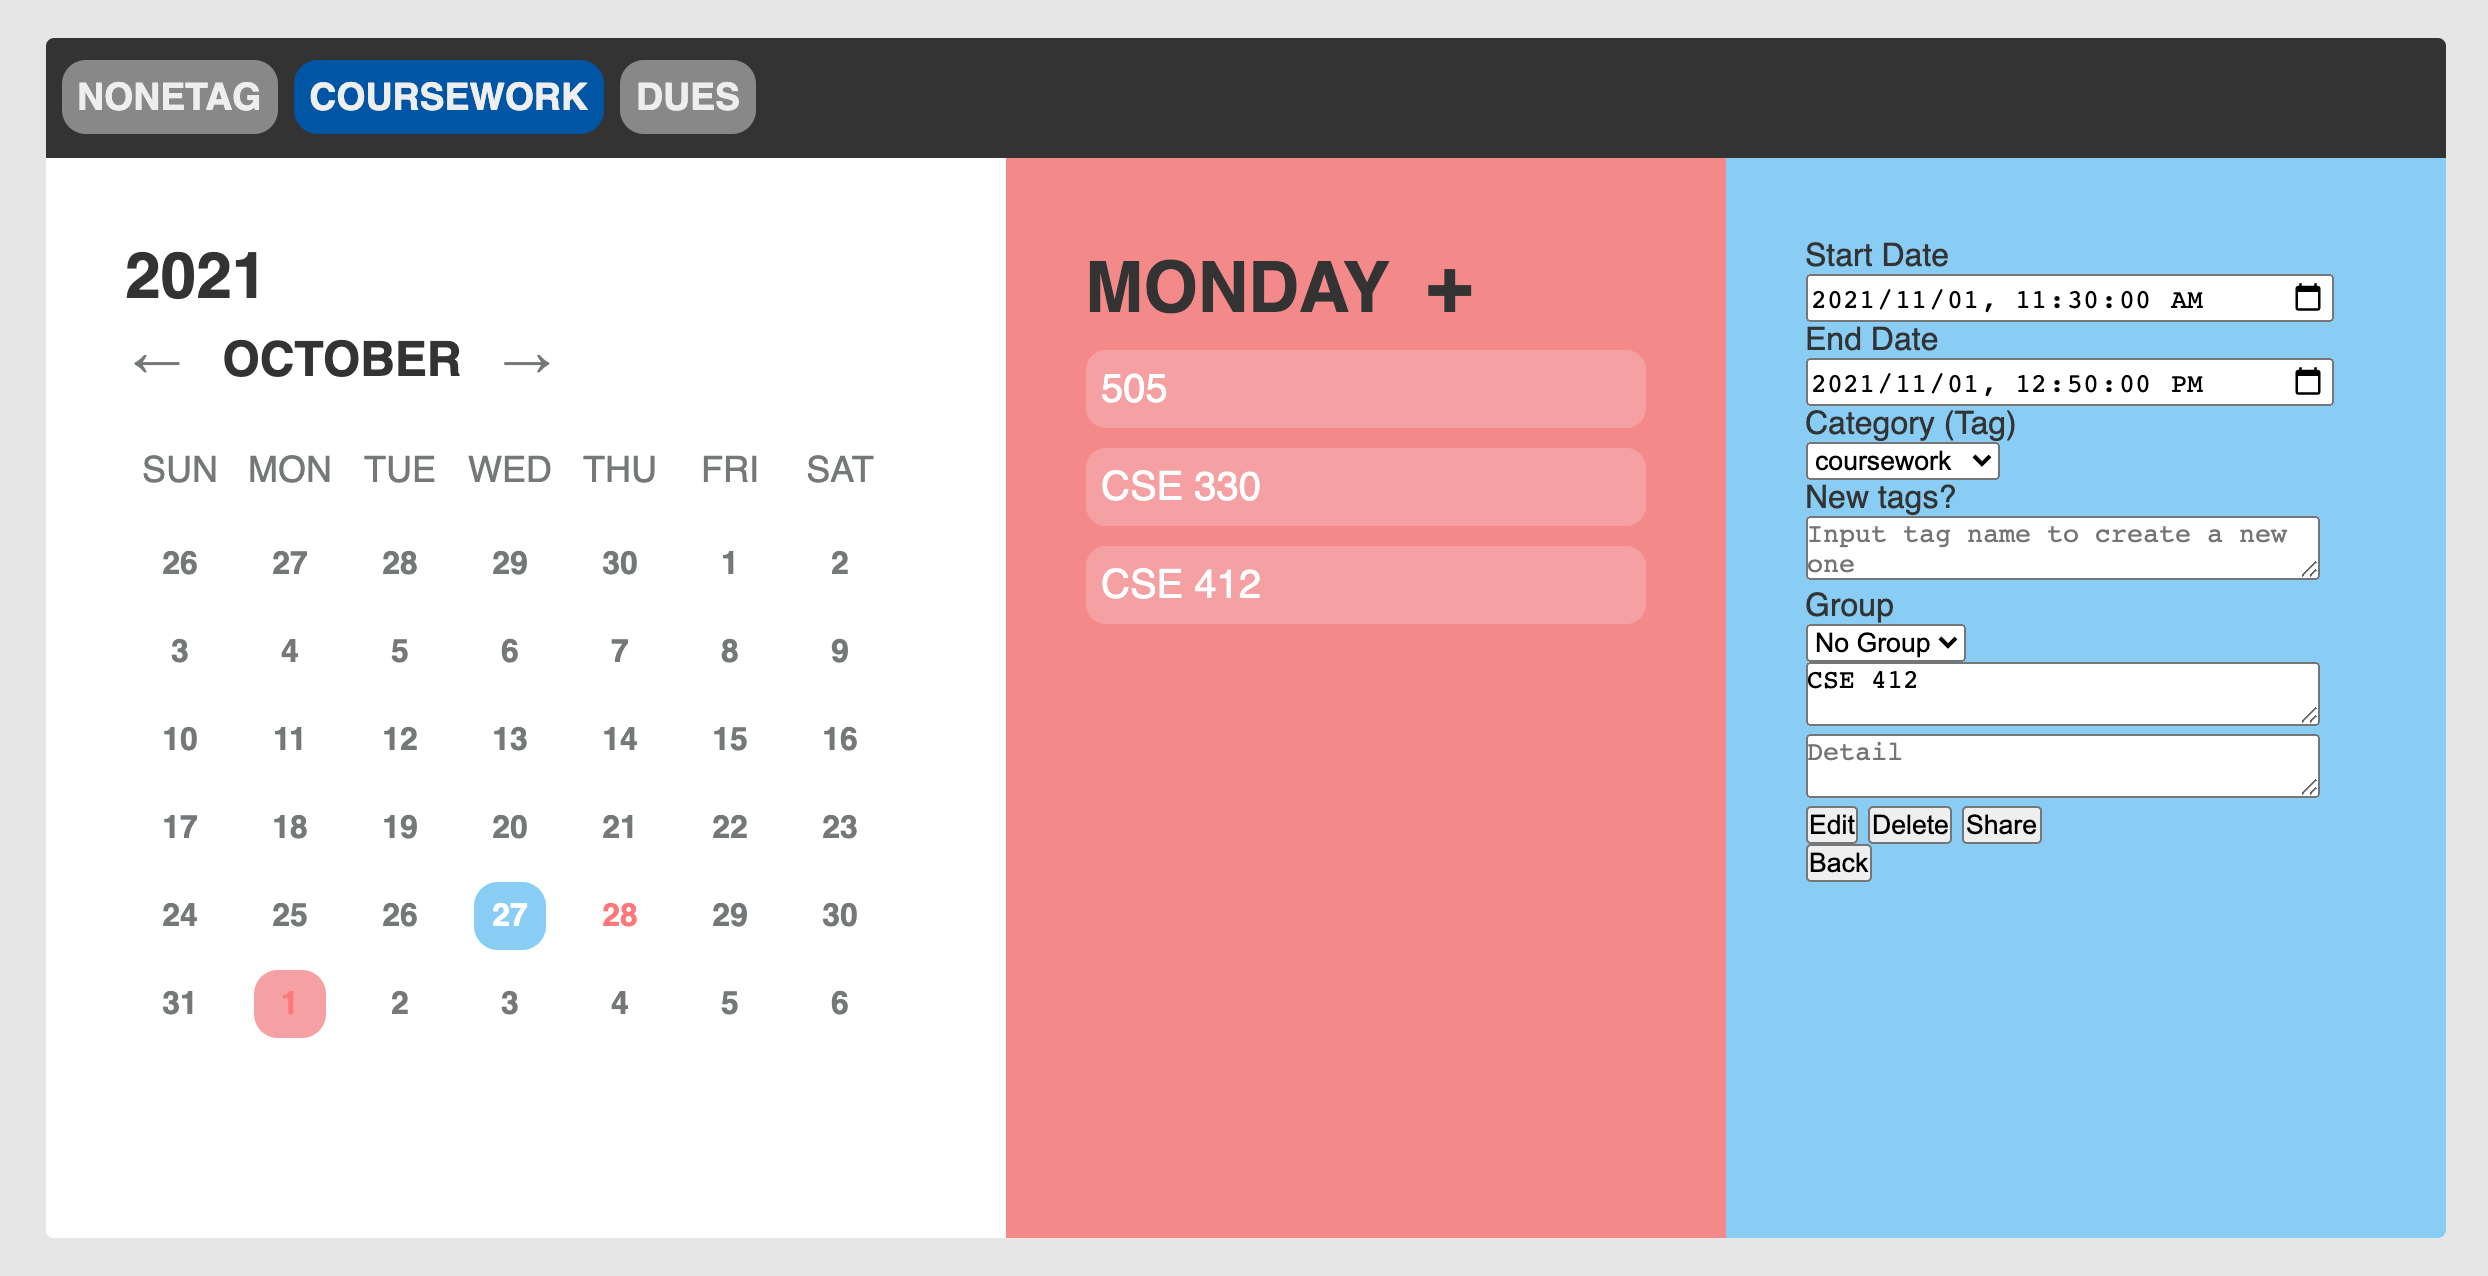 NONETAG COURSEWORK DUES
2021
← OCTOBER →
SUN MON TUE WED THU FRI SAT
26 27 28 29 30 1 2
3 4 5 6 7 8 9
10 11 12 13 14 15 16
17 18 19 20 21 22 23
24 25 26 27 28 29 30
31 1 2 3 4 5 6
MONDAY +
505
CSE 330
CSE 412
Start Date
2021/11/01, 11:30:00 AM
End Date
2021/11/01, 12:50:00 PM
Category (Tag)
coursework
New tags?
Input tag name to create a new
one
Group
No Group
CSE 412
Detail
Edit Delete Share
Back